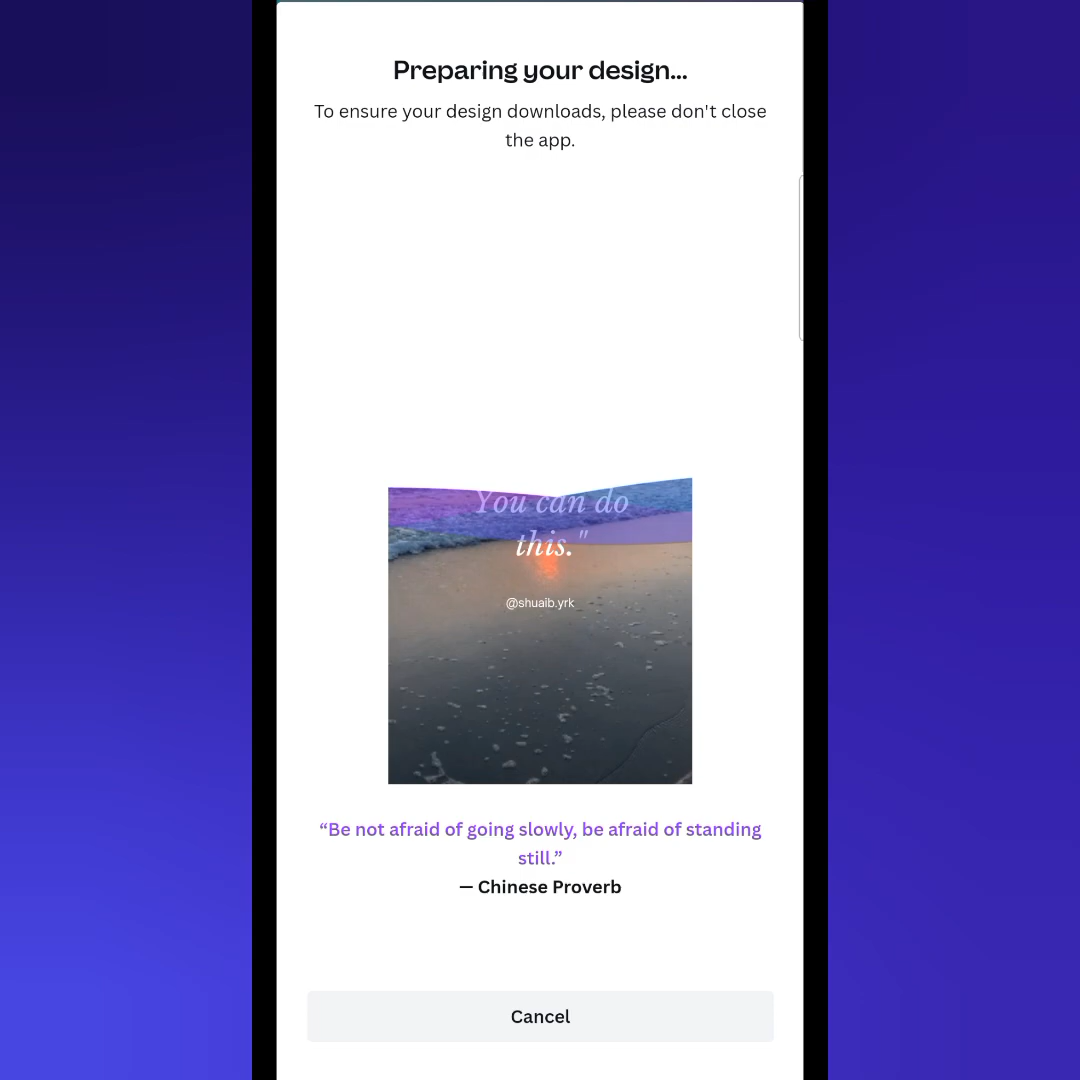 Preparing your design...
To ensure your design downloads, please don't close
the app.
You can do
this."
@shuaib.yrk
“Be not afraid of going slowly, be afraid of standing
still.”
— Chinese Proverb
Cancel